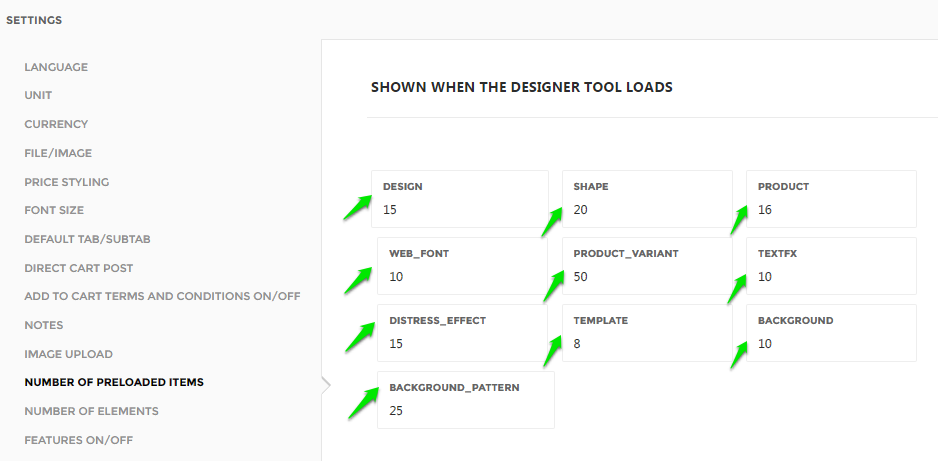 SETTINGS
LANGUAGE
UNIT
CURRENCY
FILE/IMAGE
PRICE STYLING
FONT SIZE
DEFAULT TAB/SUBTAB
DIRECT CART POST
ADD TO CART TERMS AND CONDITIONS ON/OFF
NOTES
IMAGE UPLOAD
NUMBER OF PRELOADED ITEMS
NUMBER OF ELEMENTS
FEATURES ON/OFF
SHOWN WHEN THE DESIGNER TOOL LOADS
DESIGN
15
SHAPE
20
PRODUCT
16
WEB_FONT
10
PRODUCT_VARIANT
50
TEXTFX
10
DISTRESS_EFFECT
15
TEMPLATE
8
BACKGROUND
10
BACKGROUND_PATTERN
25